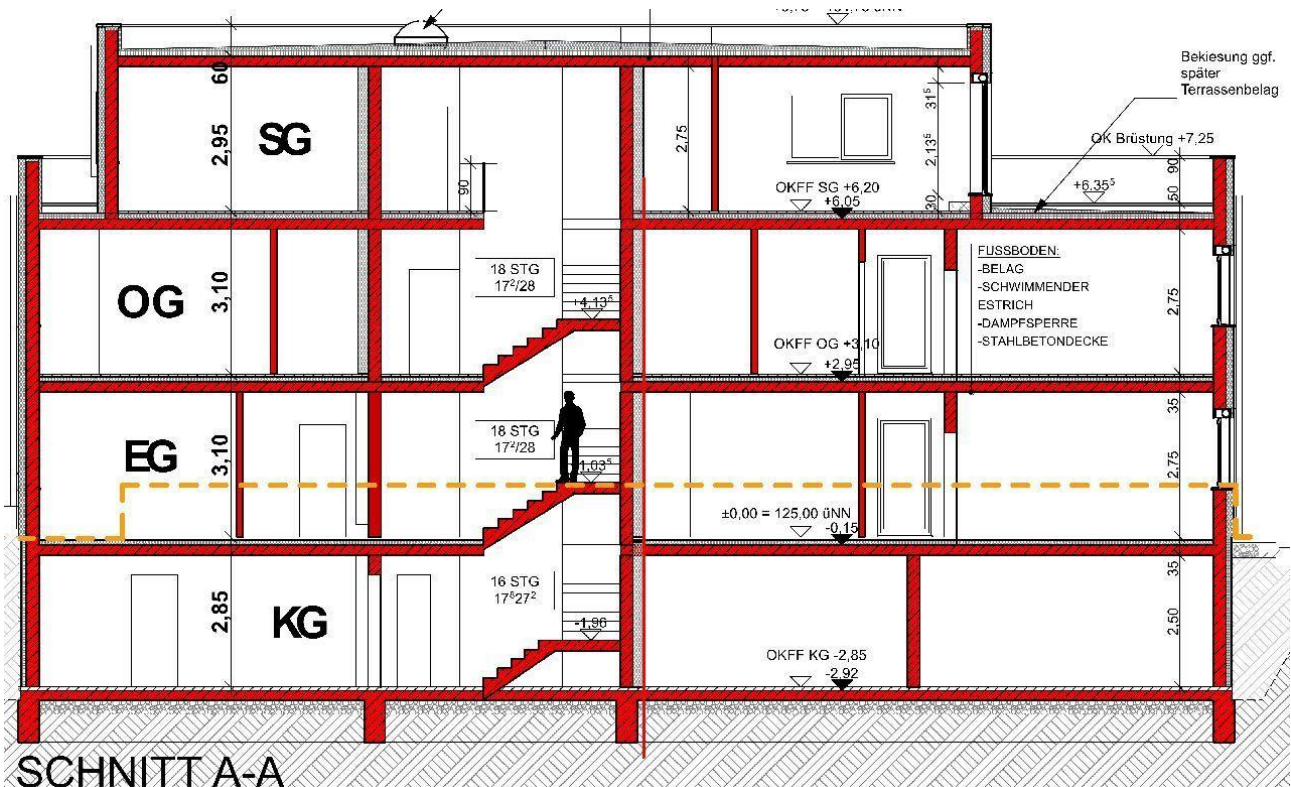 Bekiesung ggf.
später
Terrassenbelag
60
SG
2,95
2,75
31⁵
2,13⁵
30
90
OK Brüstung +7,25
90
50
+6,35⁵
OKFF SG +6,20
+6,05
OG
3,10
18 STG
17²/28
+4,13⁵
FUSSBODEN:
-BELAG
-SCHWIMMENDER
ESTRICH
-DAMPFSPERRE
-STAHLBETONDECKE
2,75
OKFF OG +3,10
+2,95
EG
3,10
18 STG
17²/28
1,03⁵
35
2,75
±0,00 = 125,00 üNN
-0,15
KG
2,85
16 STG
17⁸27²
-1,96
35
2,50
OKFF KG -2,85
-2,92
SCHNITT A-A